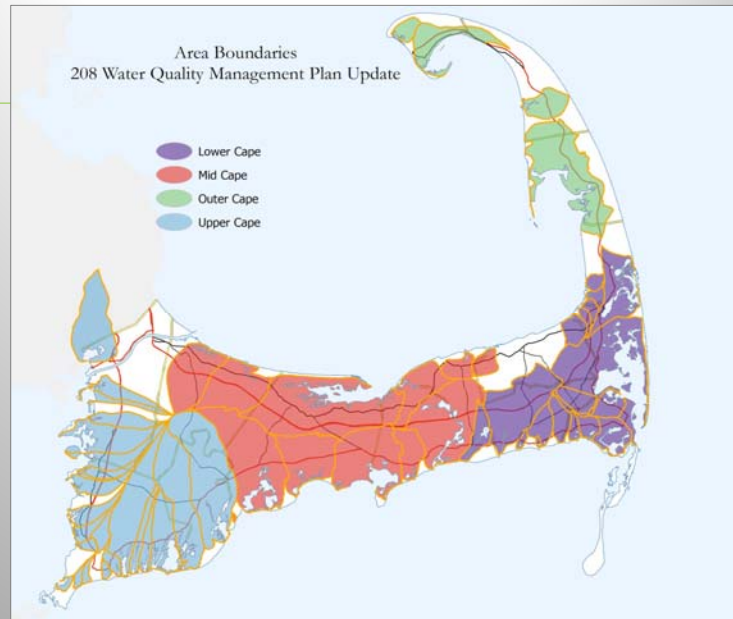 Area Boundaries
208 Water Quality Management Plan Update
Lower Cape
Mid Cape
Outer Cape
Upper Cape